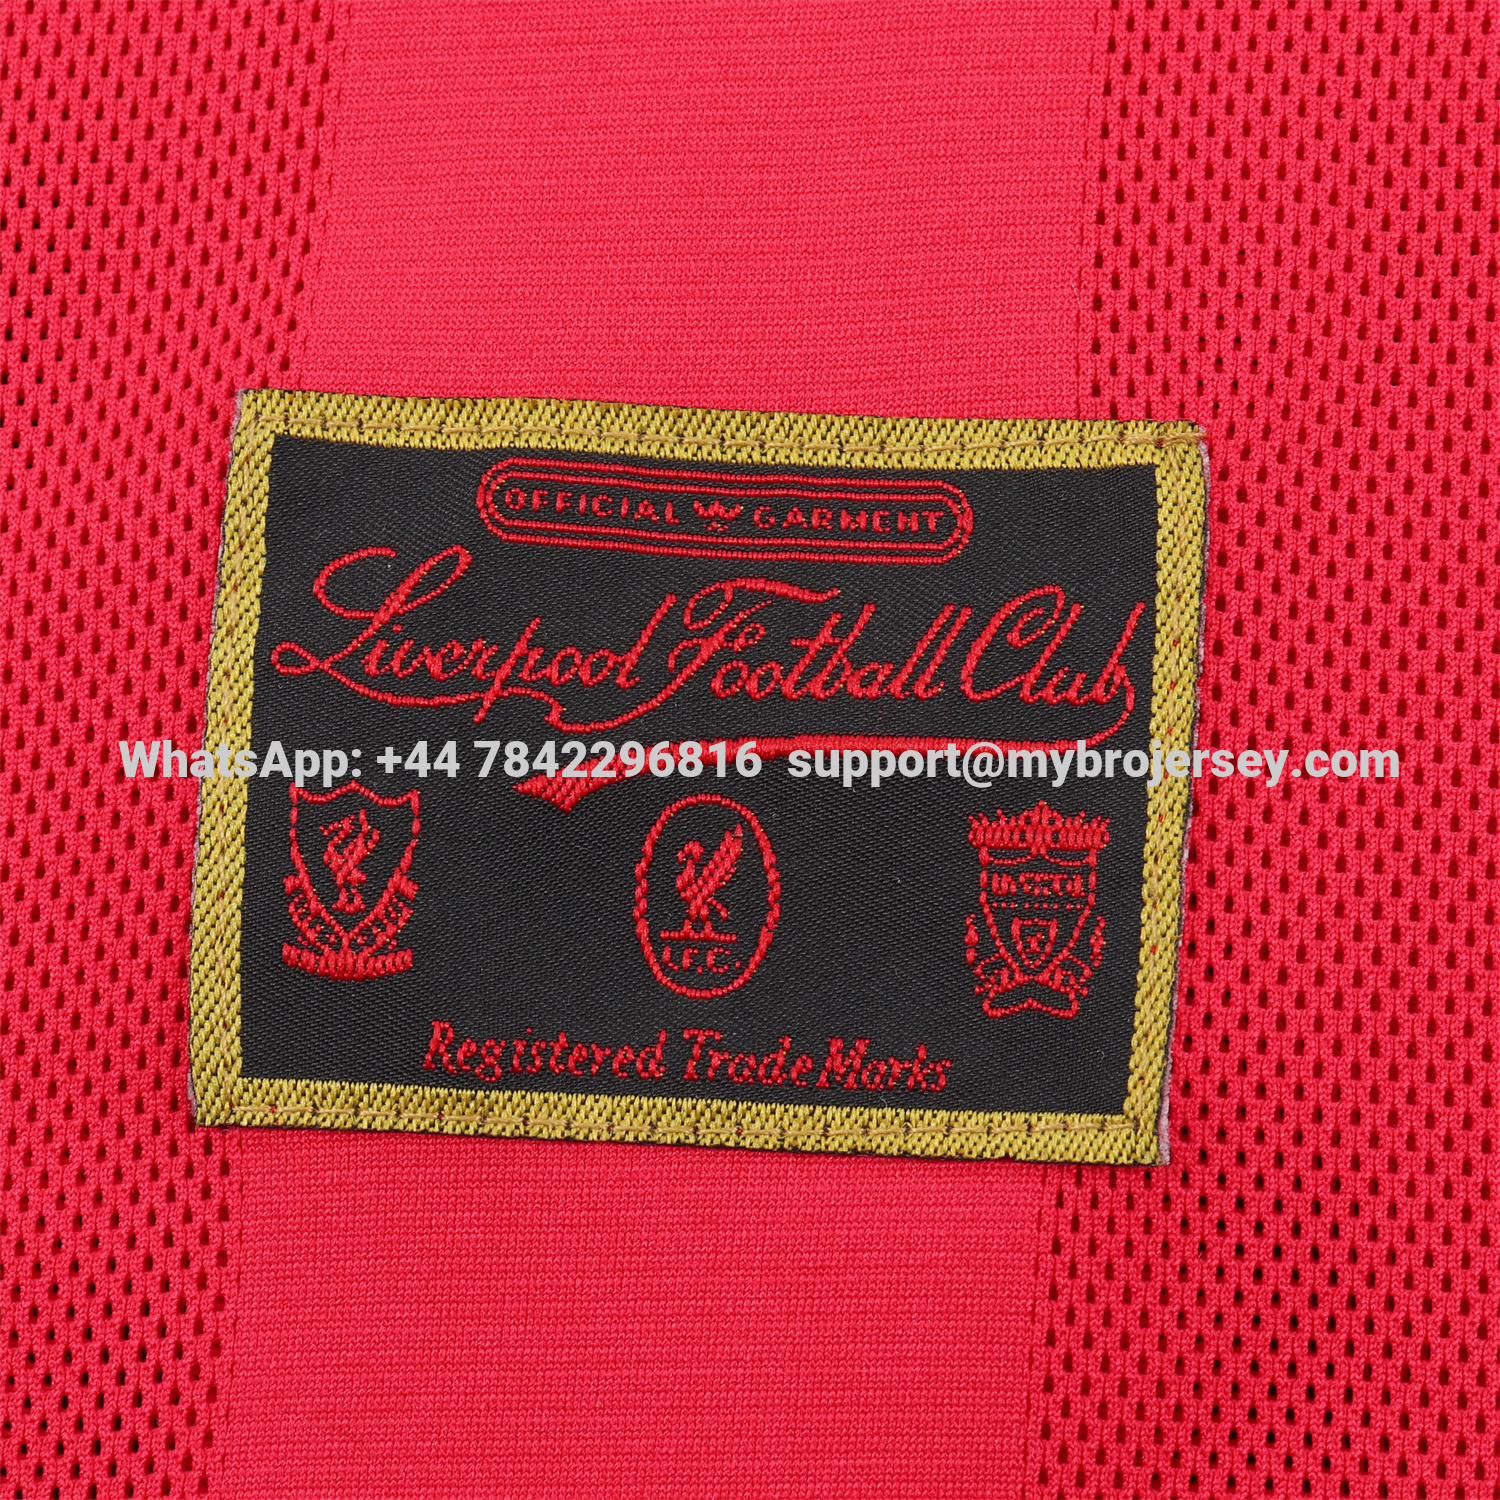 OFFICIAL GARMENT
Liverpool Football Club
WhatsApp: +44 7842296816 support@mybrojersey.com
L.F.C.
Registered Trade Marks